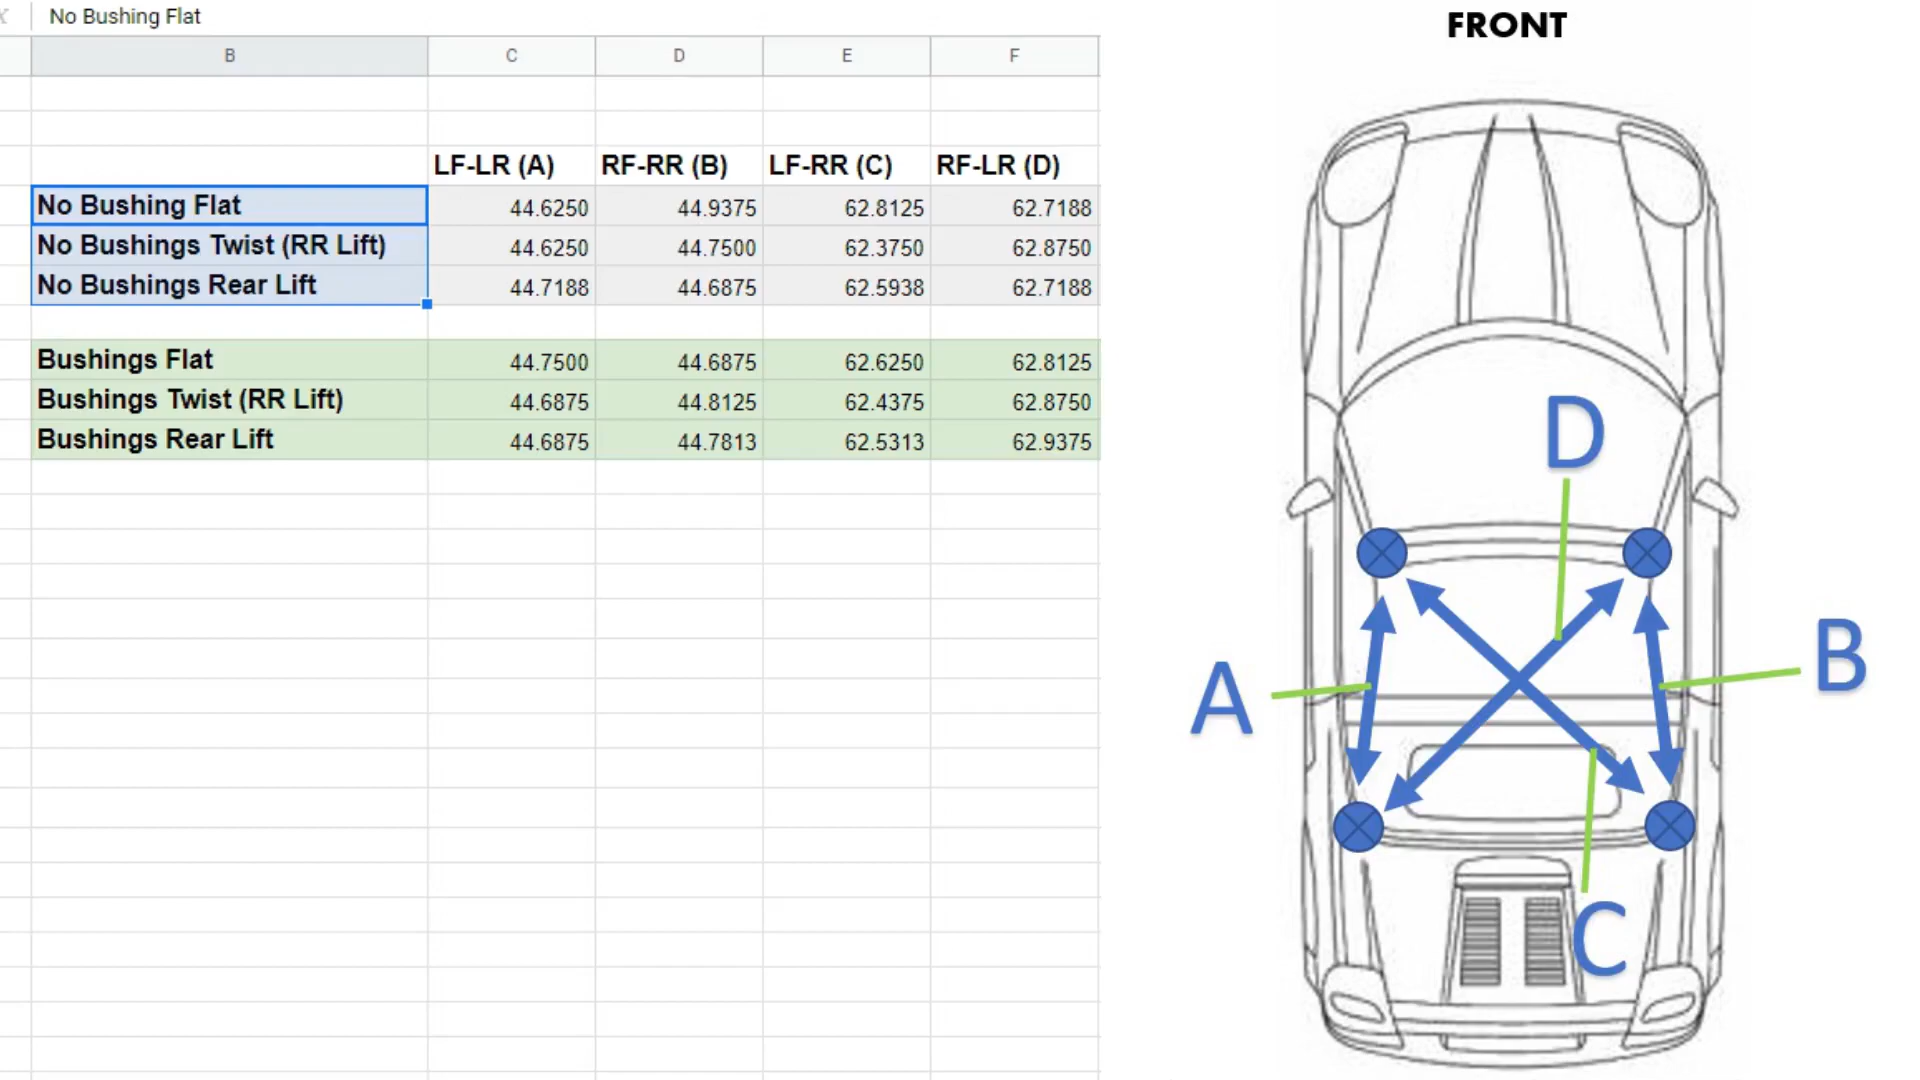 No Bushing Flat
B C D E F
LF-LR (A) RF-RR (B) LF-RR (C) RF-LR (D)
No Bushing Flat 44.6250 44.9375 62.8125 62.7188
No Bushings Twist (RR Lift) 44.6250 44.7500 62.3750 62.8750
No Bushings Rear Lift 44.7188 44.6875 62.5938 62.7188
Bushings Flat 44.7500 44.6875 62.6250 62.8125
Bushings Twist (RR Lift) 44.6875 44.8125 62.4375 62.8750
Bushings Rear Lift 44.6875 44.7813 62.5313 62.9375
FRONT
D
A
B
C